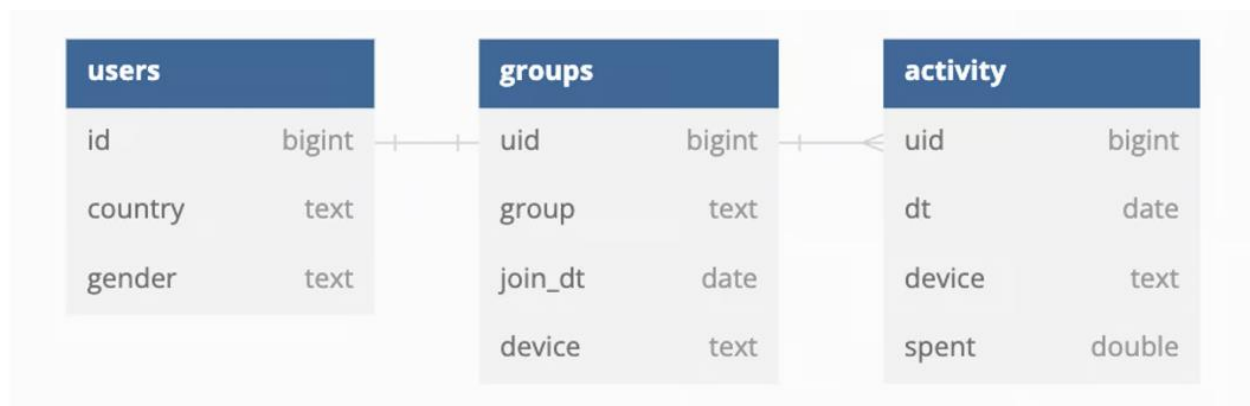 users
id bigint
country text
gender text
groups
uid bigint
group text
join_dt date
device text
activity
uid bigint
dt date
device text
spent double